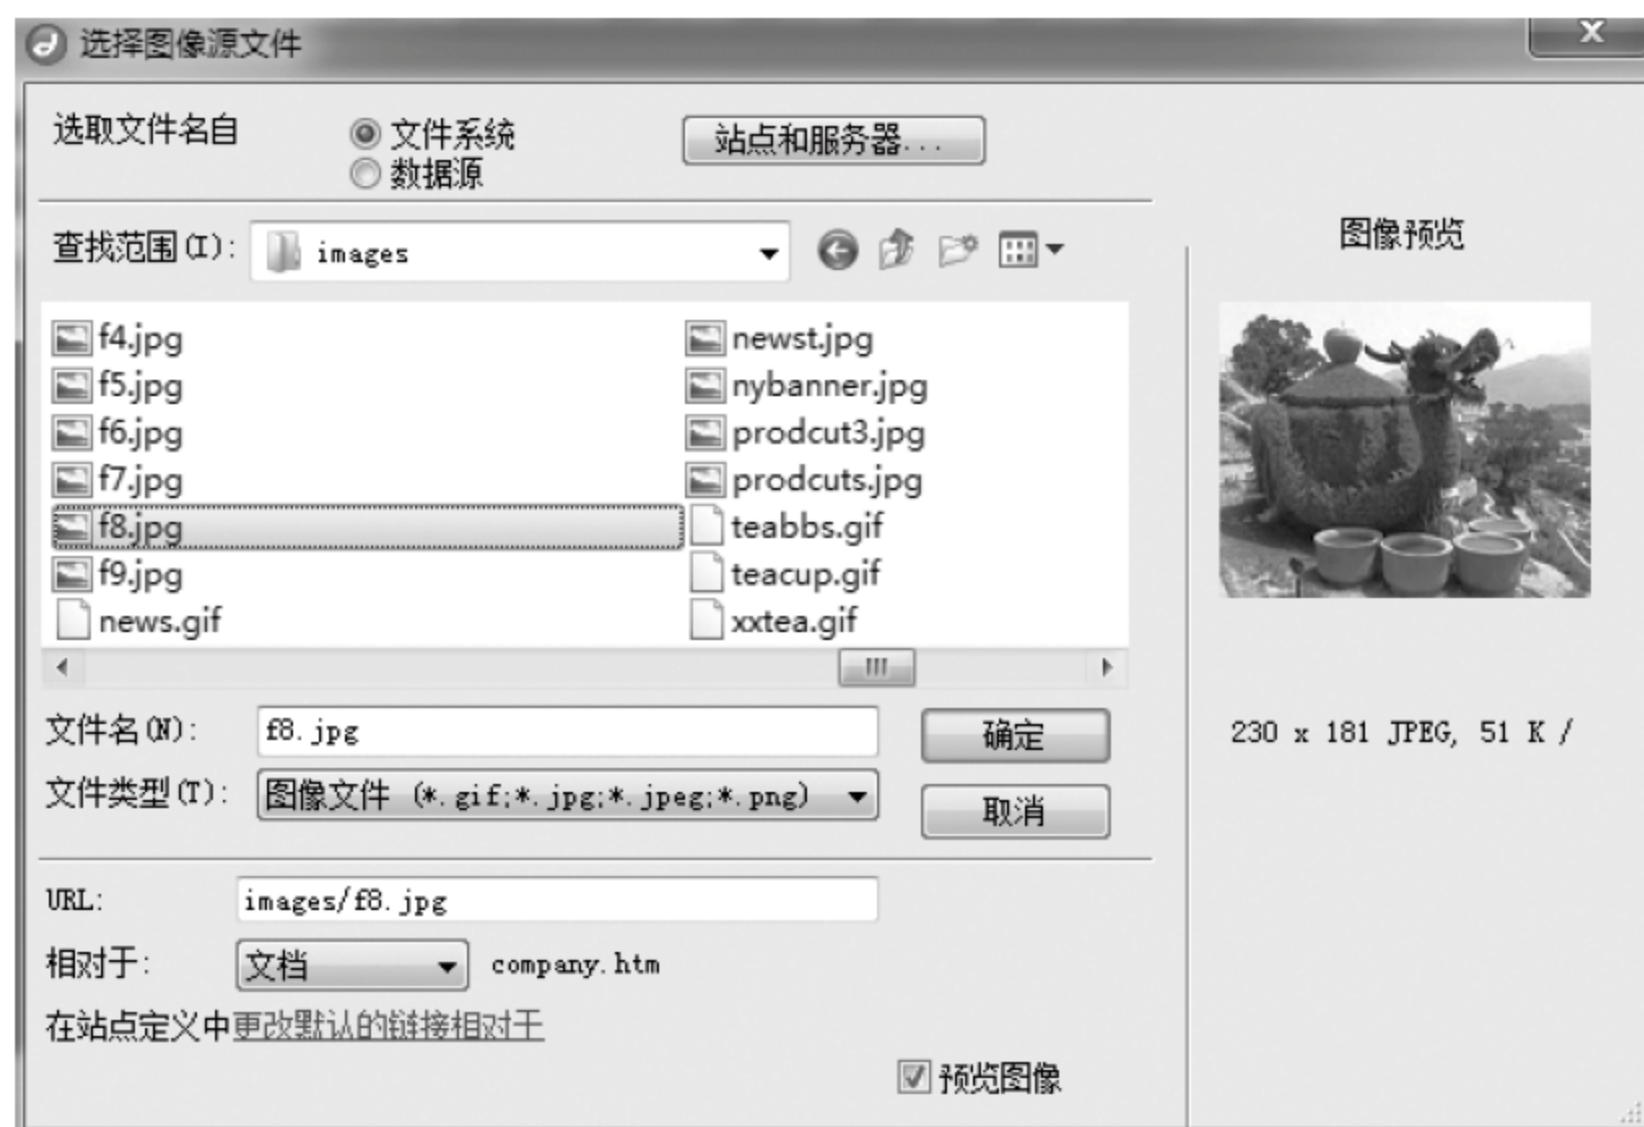 选择图像源文件
选取文件名自
文件系统
站点和服务器...
数据源
查找范围(I):
images
图像预览
f4.jpg
f5.jpg
f6.jpg
f7.jpg
f8.jpg
f9.jpg
news.gif
newst.jpg
nybanner.jpg
prodcut3.jpg
prodcuts.jpg
teabbs.gif
teacup.gif
xxtea.gif
文件名(N):
f8.jpg
确定
230 x 181 JPEG, 51 K /
文件类型(T):
图像文件 (*.gif;*.jpg;*.jpeg;*.png)
取消
URL:
images/f8.jpg
相对于:
文档
company.htm
在站点定义中更改默认的链接相对于
预览图像